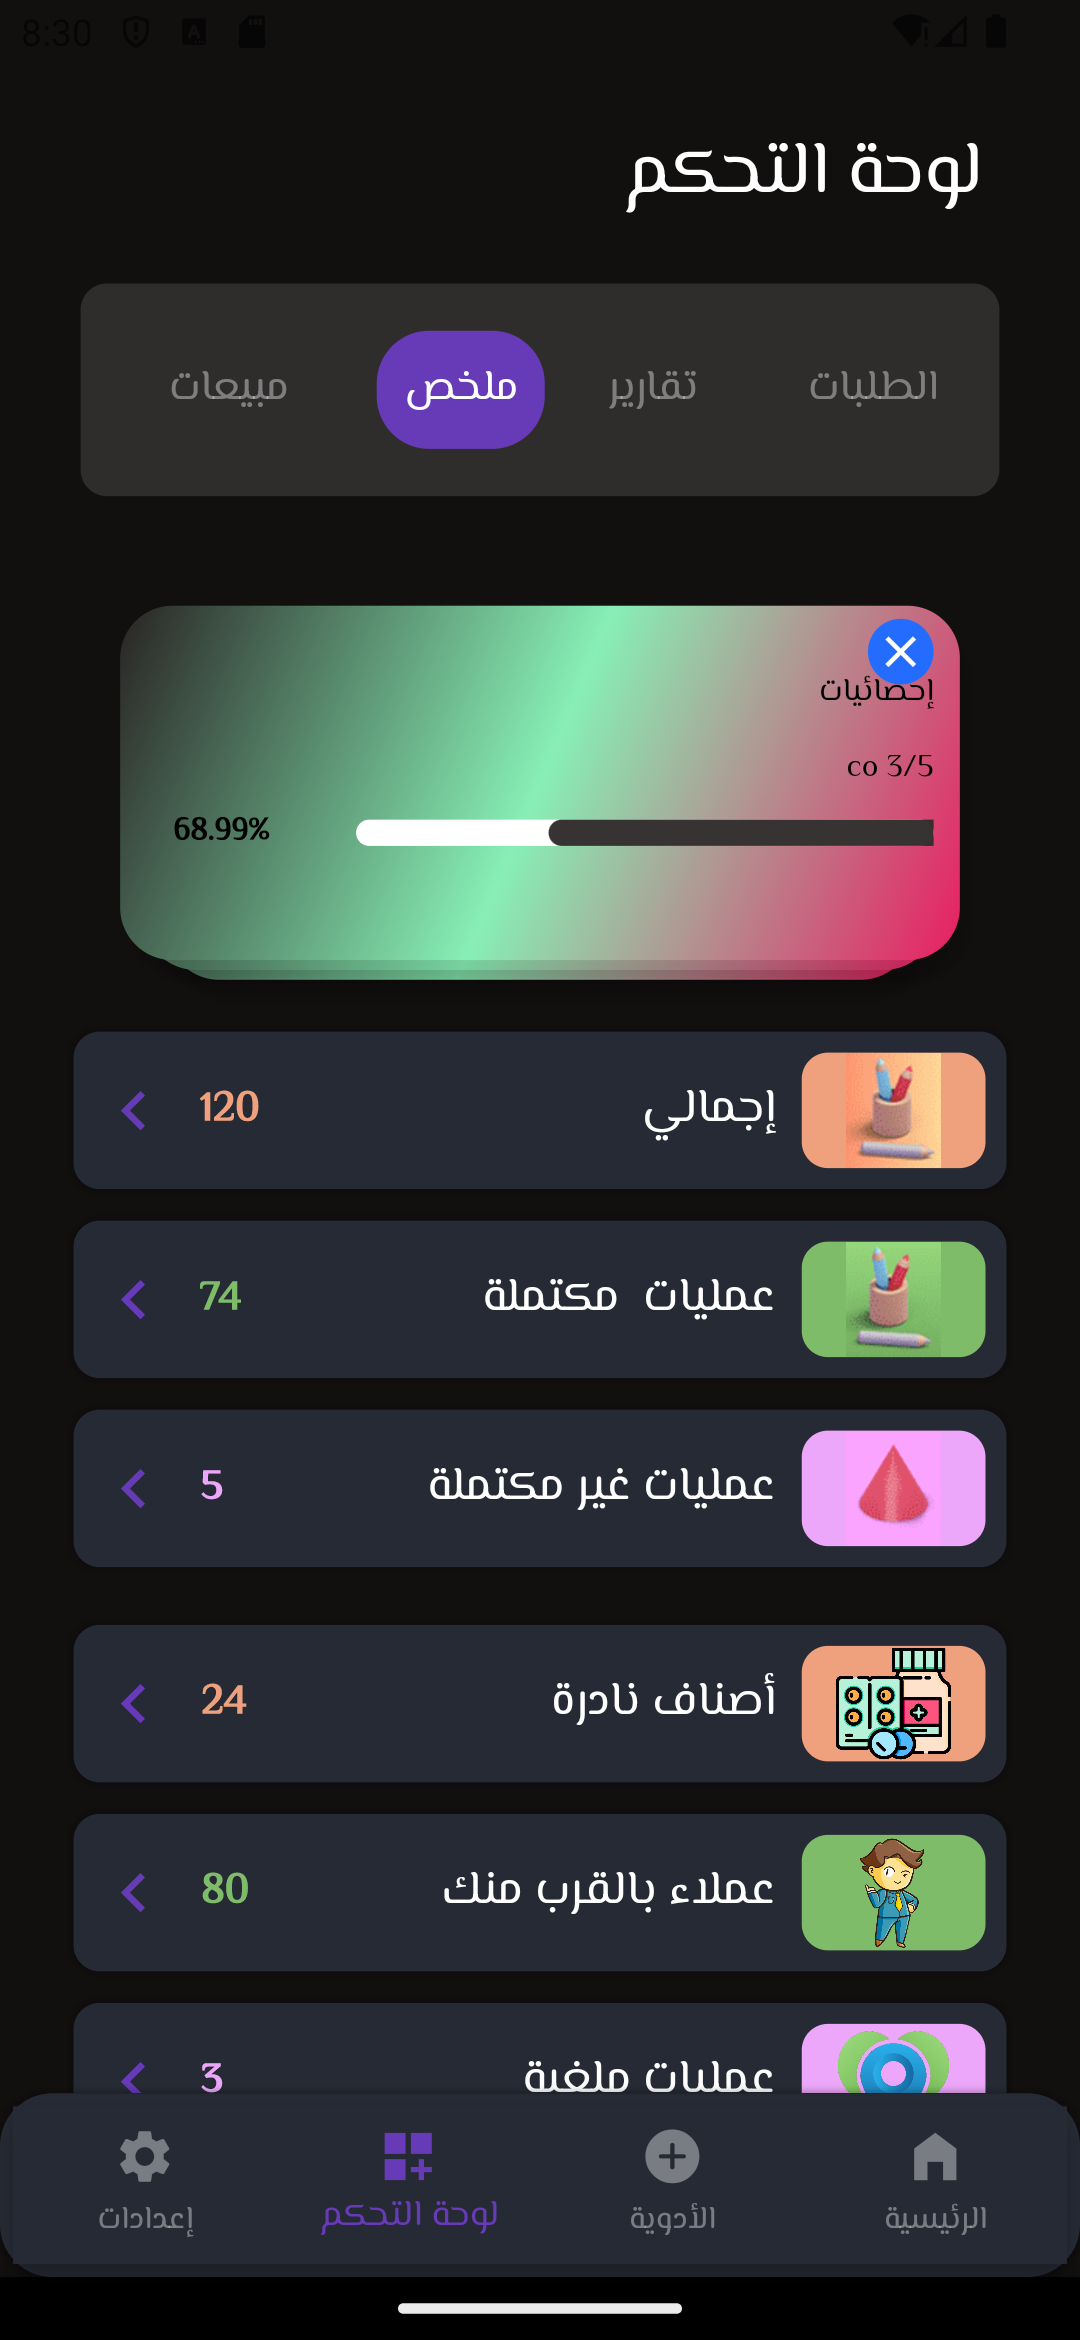 8:30
لوحة التحكم
الطلبات تقارير ملخص مبيعات
إحصائيات
co 3/5
68.99%
إجمالي 120
عمليات مكتملة 74
عمليات غير مكتملة 5
أصناف نادرة 24
عملاء بالقرب منك 80
عمليات ملغية 3
الرئيسية الأدوية لوحة التحكم إعدادات